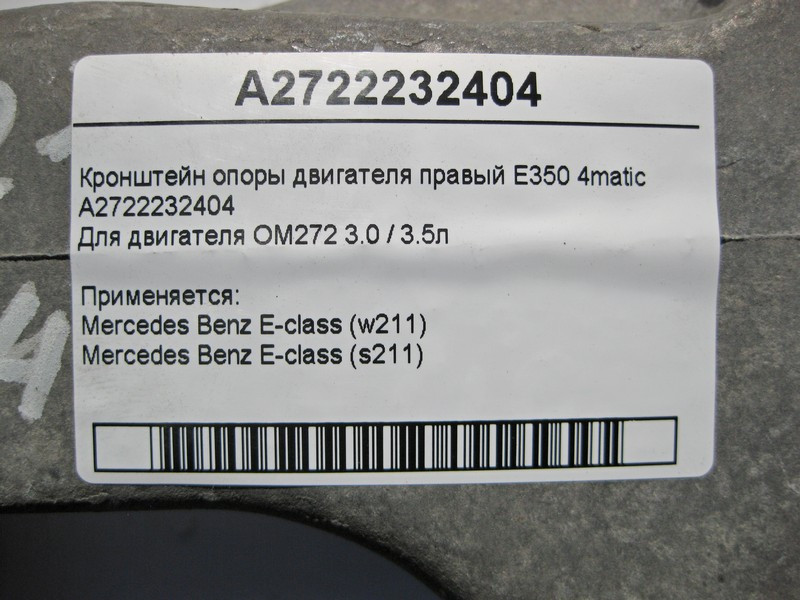 A2722232404
Кронштейн опоры двигателя правый E350 4matic
A2722232404
Для двигателя OM272 3.0 / 3.5л
Применяется:
Mercedes Benz E-class (w211)
Mercedes Benz E-class (s211)